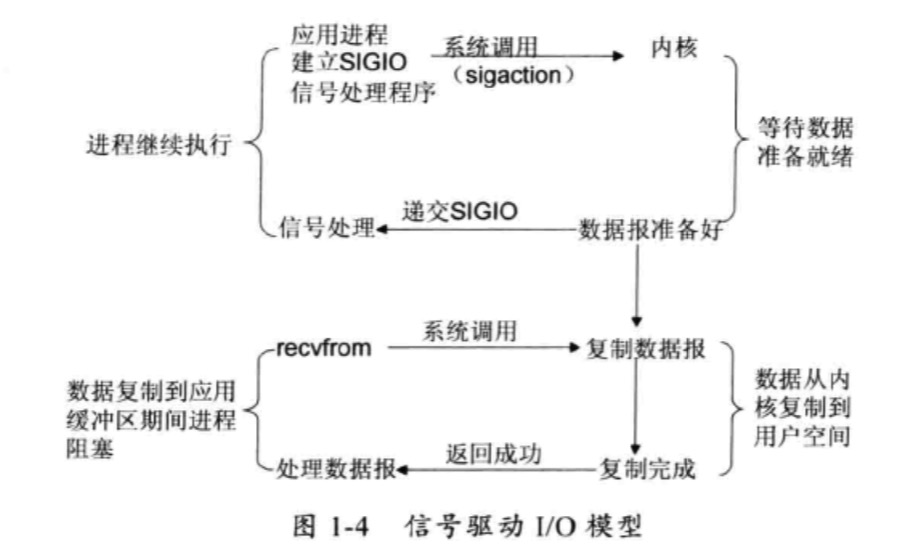 应用进程
建立SIGIO
信号处理程序
系统调用
（sigaction）
内核
进程继续执行
等待数据
准备就绪
信号处理
递交SIGIO
数据报准备好
recvfrom
系统调用
复制数据报
数据复制到应用
缓冲区期间进程
阻塞
数据从内
核复制到
用户空间
处理数据报
返回成功
复制完成
图 1-4 信号驱动 I/O 模型